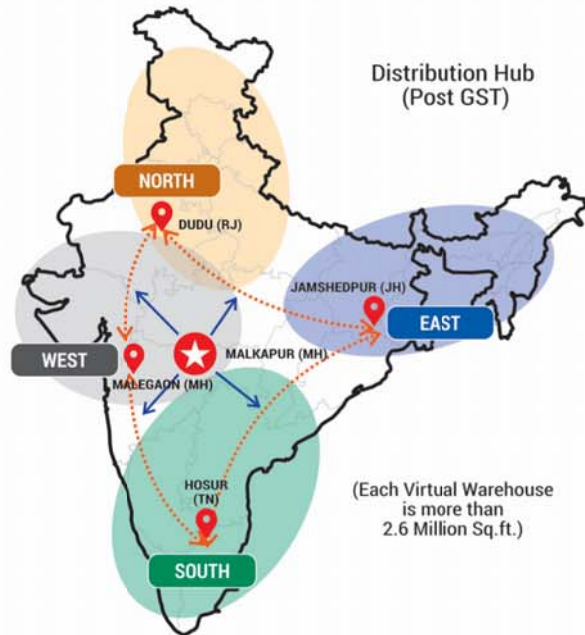 Distribution Hub
(Post GST)
NORTH
DUDU (RJ)
JAMSHEDPUR (JH)
EAST
WEST
MALKAPUR (MH)
MALEGAON (MH)
HOSUR
(TN)
(Each Virtual Warehouse
is more than
2.6 Million Sq.ft.)
SOUTH